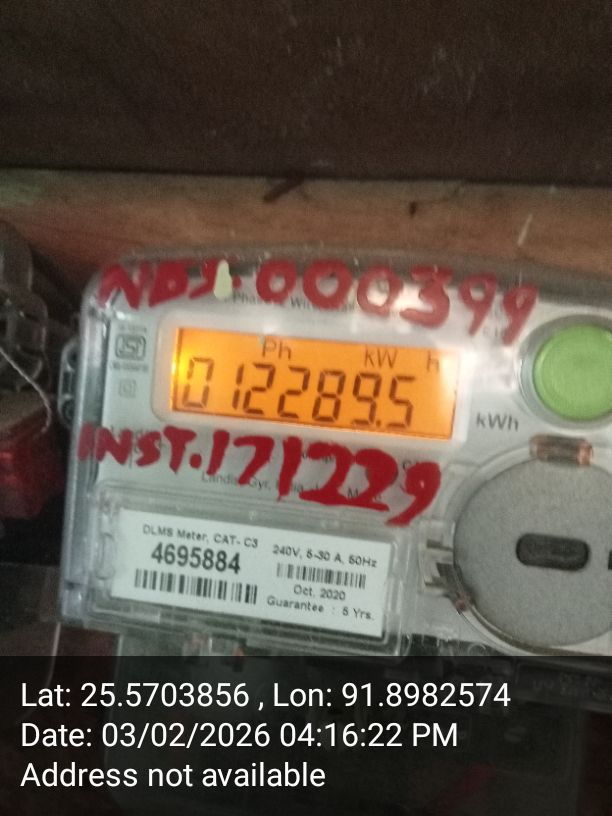 NBS.000399
ISI
Ph kW h
012289.5
kWh
INST.171229
DLMS Meter, CAT- C3
4695884
240V, 5-30 A, 50Hz
Oct, 2020
Guarantee : 5 Yrs.
Lat: 25.5703856 , Lon: 91.8982574
Date: 03/02/2026 04:16:22 PM
Address not available